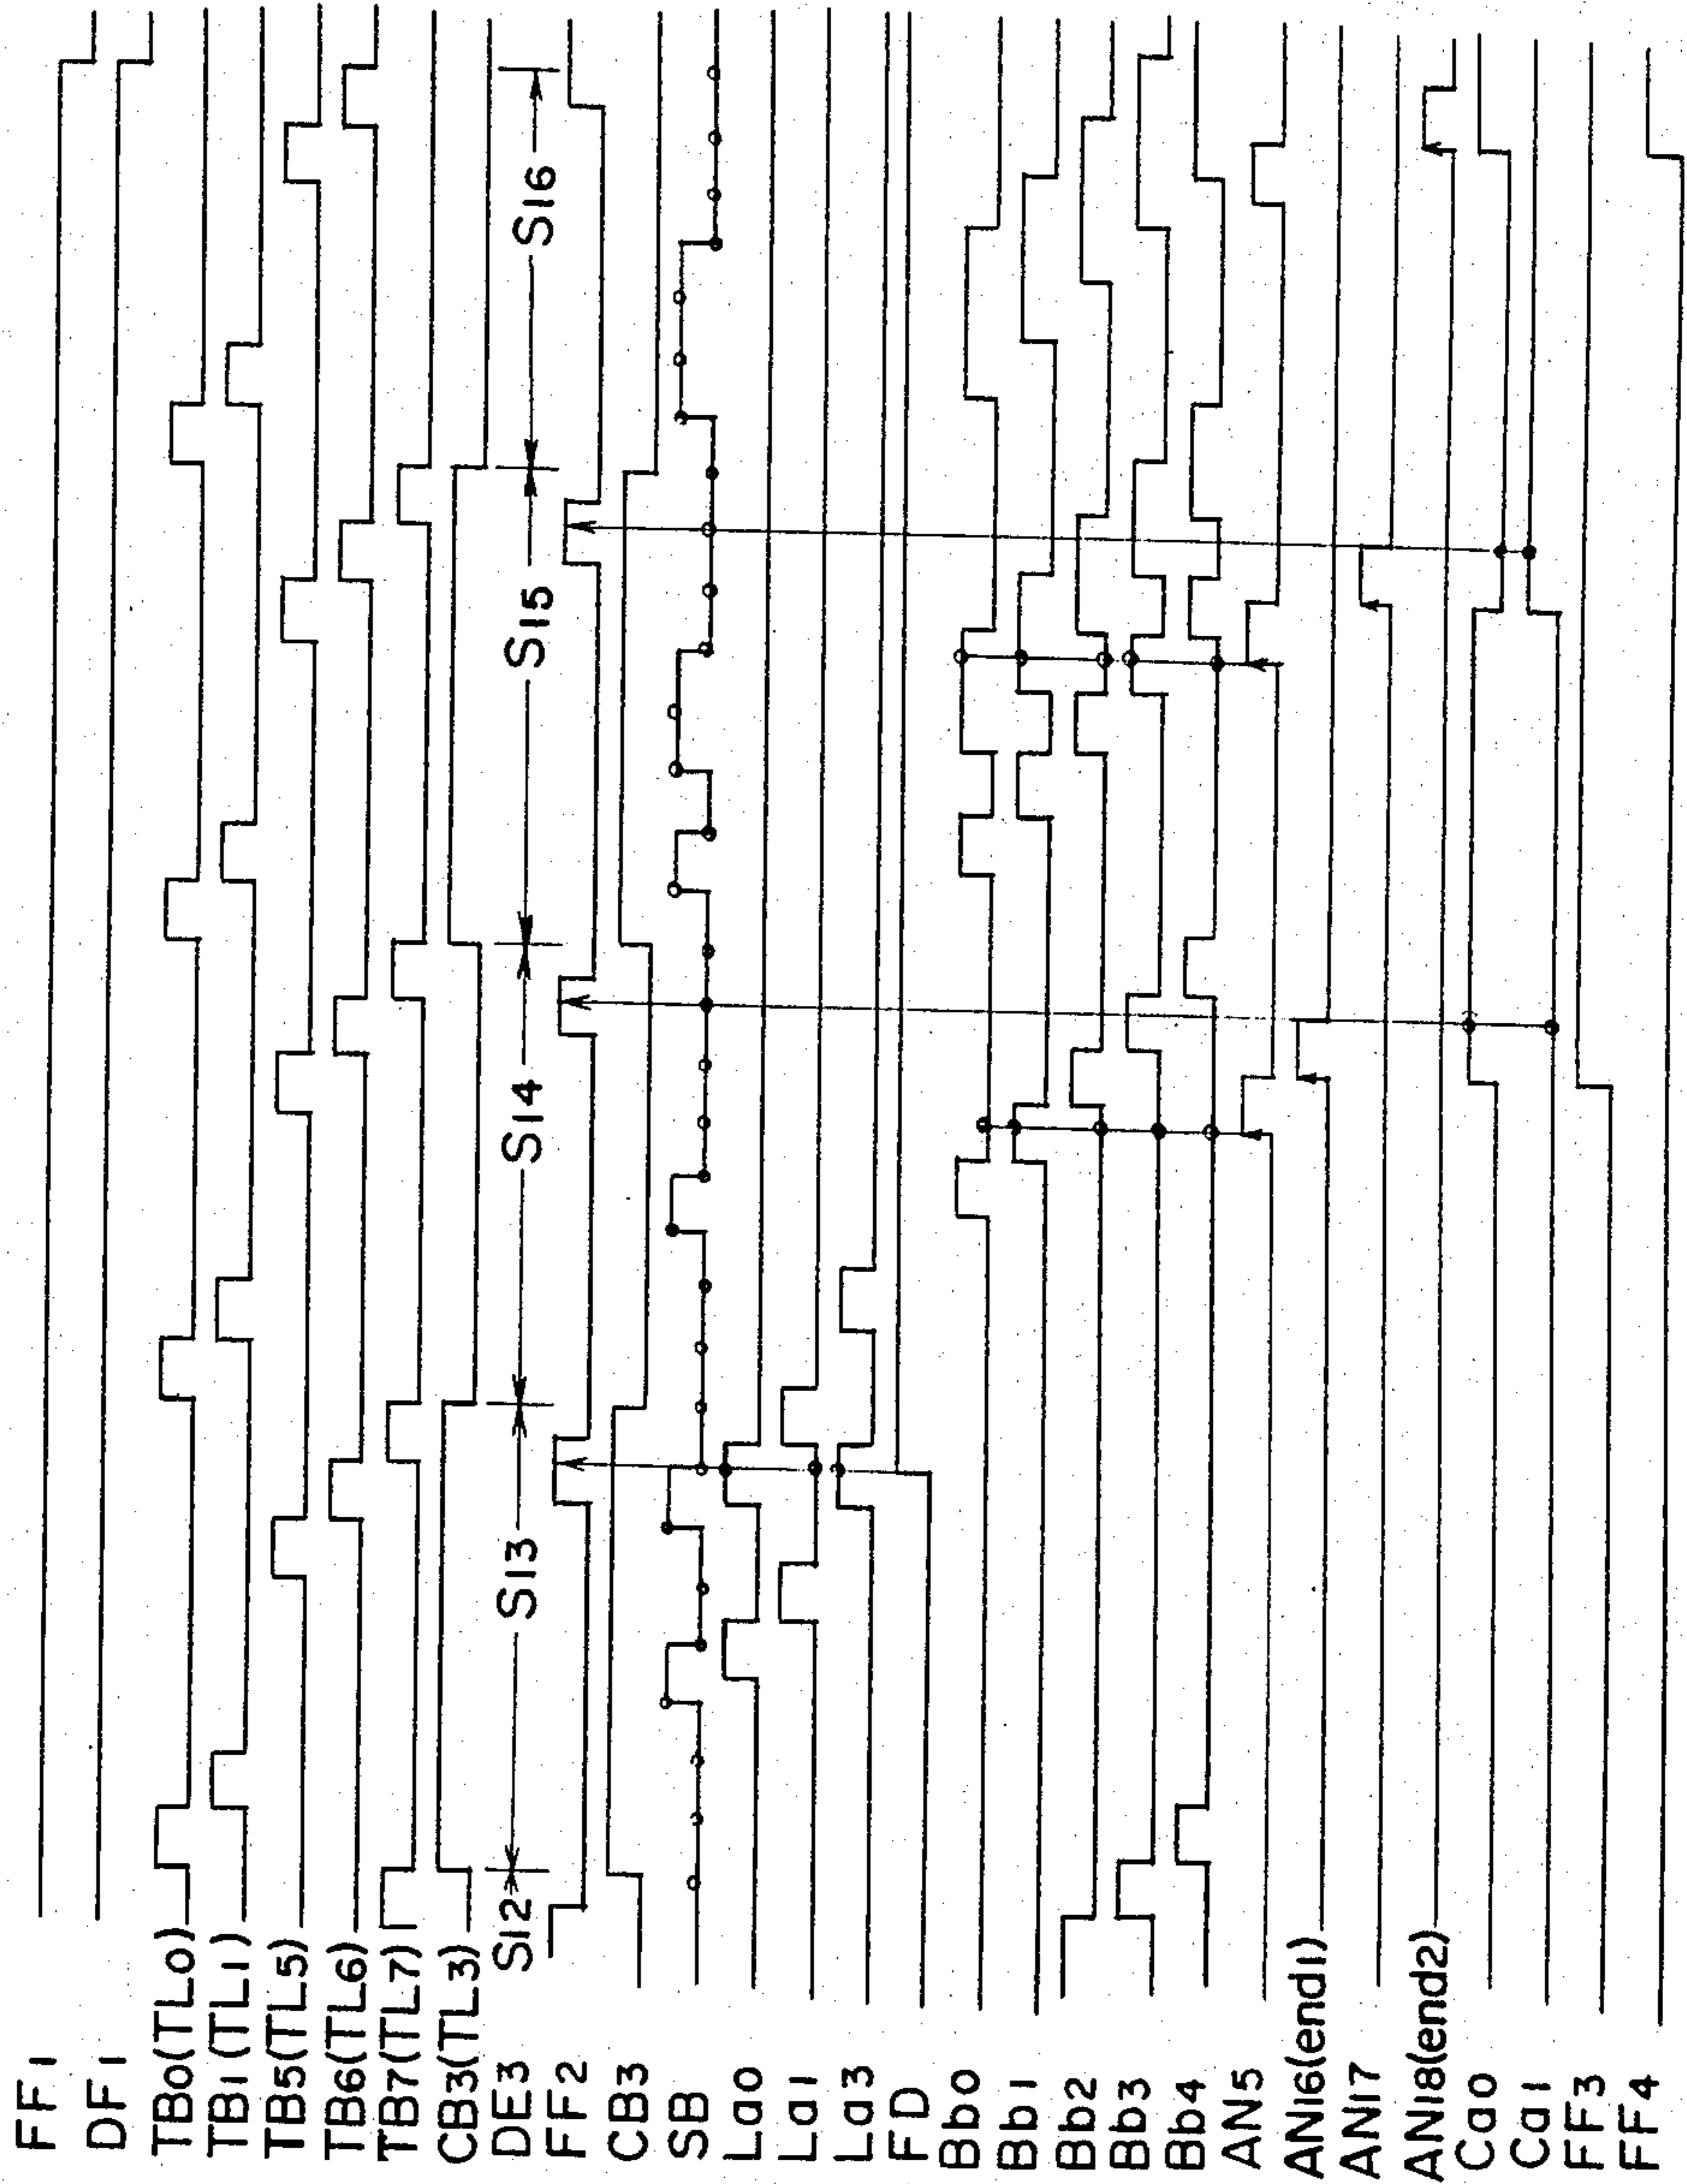 FF1
DF1
TB0(TL0)
TB1(TL1)
TB5(TL5)
TB6(TL6)
TB7(TL7)
CB3(TL3)
DE3 S12 S13 S14 S15 S16
FF2
CB3
SB
La0
La1
La3
FD
Bb0
Bb1
Bb2
Bb3
Bb4
AN5
AN16(end1)
AN17
AN18(end2)
Ca0
Ca1
FF3
FF4